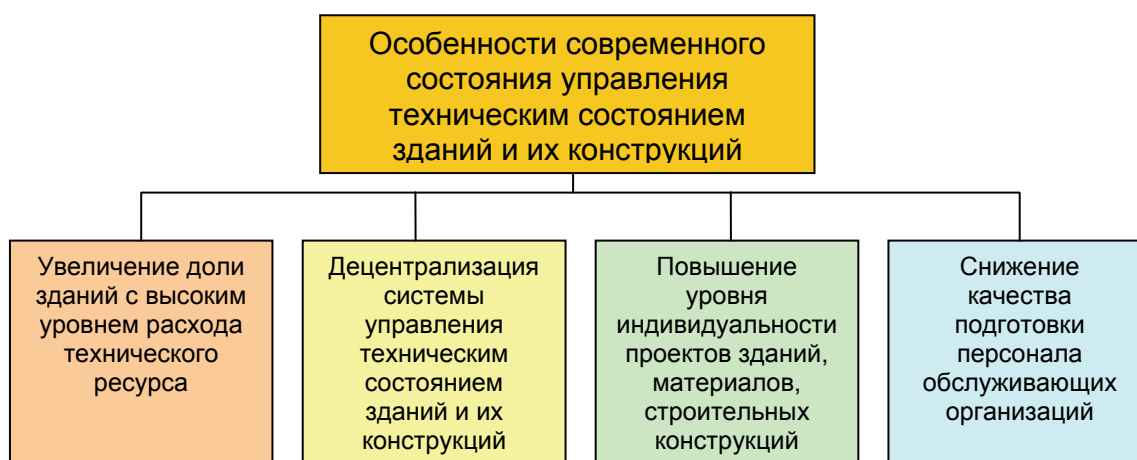 Особенности современного
состояния управления
техническим состоянием
зданий и их конструкций
Увеличение доли
зданий с высоким
уровнем расхода
технического
ресурса
Децентрализация
системы
управления
техническим
состоянием
зданий и их
конструкций
Повышение
уровня
индивидуальности
проектов зданий,
материалов,
строительных
конструкций
Снижение
качества
подготовки
персонала
обслуживающих
организаций